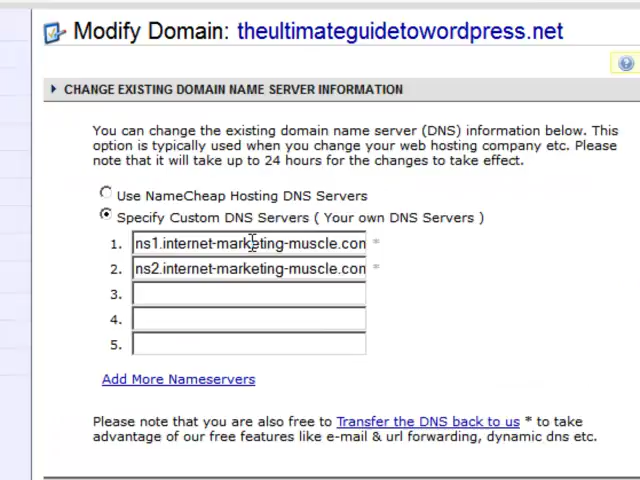 Modify Domain: theultimateguidetowordpress.net
CHANGE EXISTING DOMAIN NAME SERVER INFORMATION
You can change the existing domain name server (DNS) information below. This
option is typically used when you change your web hosting company etc. Please
note that it will take up to 24 hours for the changes to take effect.
Use NameCheap Hosting DNS Servers
Specify Custom DNS Servers ( Your own DNS Servers )
1. ns1.internet-marketing-muscle.com *
2. ns2.internet-marketing-muscle.com *
3.
4.
5.
Add More Nameservers
Please note that you are also free to Transfer the DNS back to us * to take
advantage of our free features like e-mail & url forwarding, dynamic dns etc.